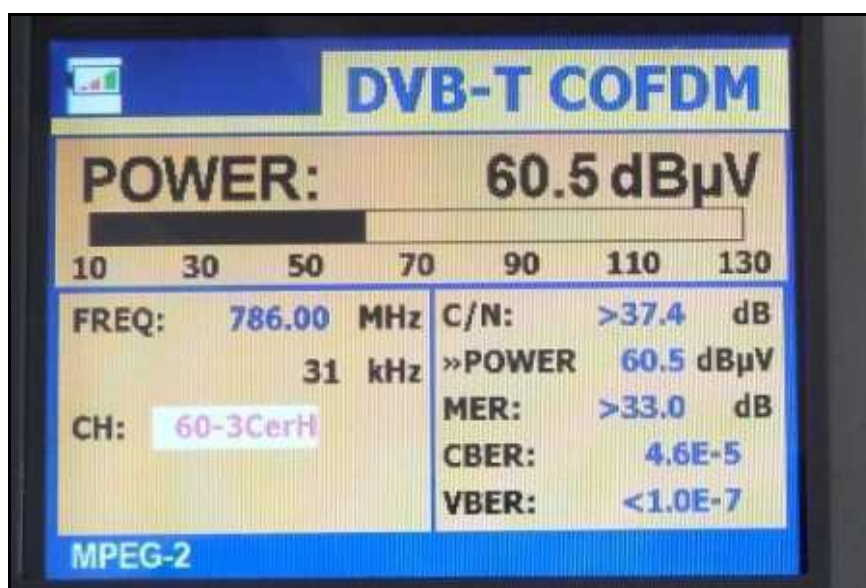 DVB-T COFDM
POWER: 60.5 dBµV
10 30 50 70 90 110 130
FREQ: 786.00 MHz
31 kHz
CH: 60-3CerH
C/N: >37.4 dB
»POWER 60.5 dBµV
MER: >33.0 dB
CBER: 4.6E-5
VBER: <1.0E-7
MPEG-2